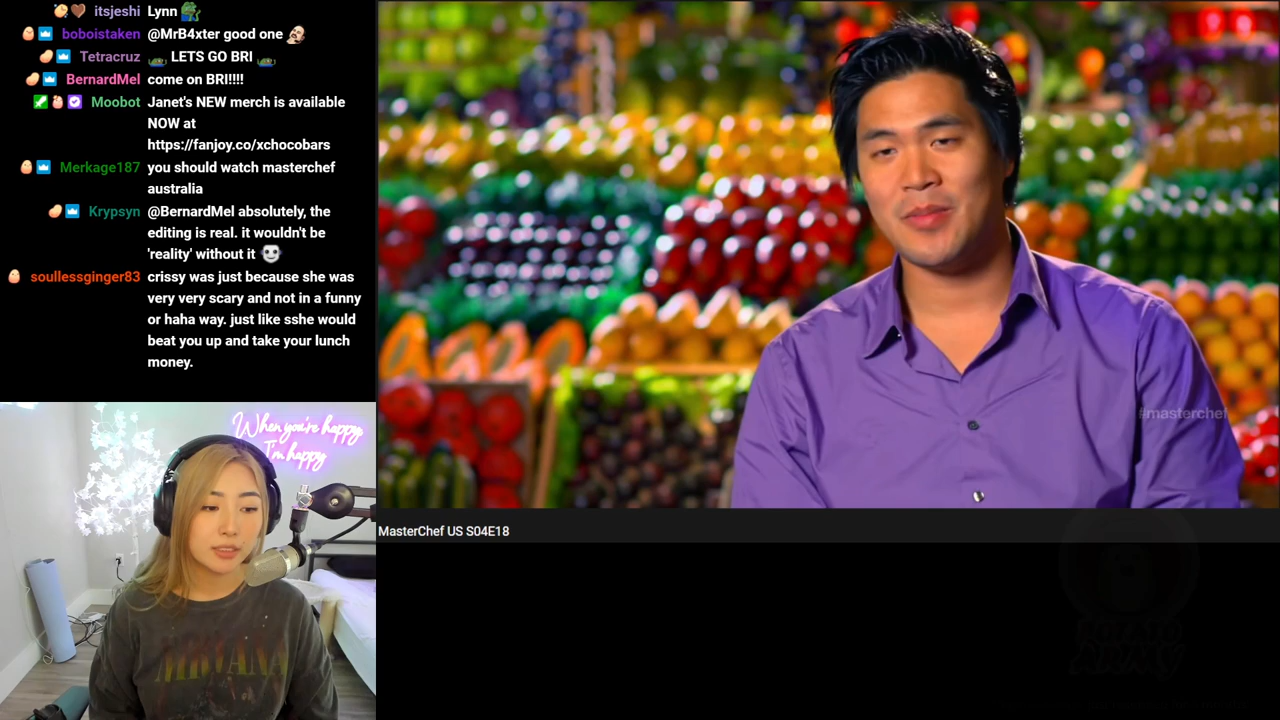 itsjeshi Lynn
boboistaken @MrB4xter good one
Tetracruz LETS GO BRI
BernardMel come on BRI!!!!
Moobot Janet's NEW merch is available
NOW at
https://fanjoy.co/xchocobars
Merkage187 you should watch masterchef
australia
Krypsyn @BernardMel absolutely, the
editing is real. it wouldn't be
'reality' without it
soullessginger83 crissy was just because she was
very very scary and not in a funny
or haha way. just like sshe would
beat you up and take your lunch
money.
When you're happy
I'm happy
NIRVANA
#masterchef
MasterChef US S04E18
POTATO
ARMY